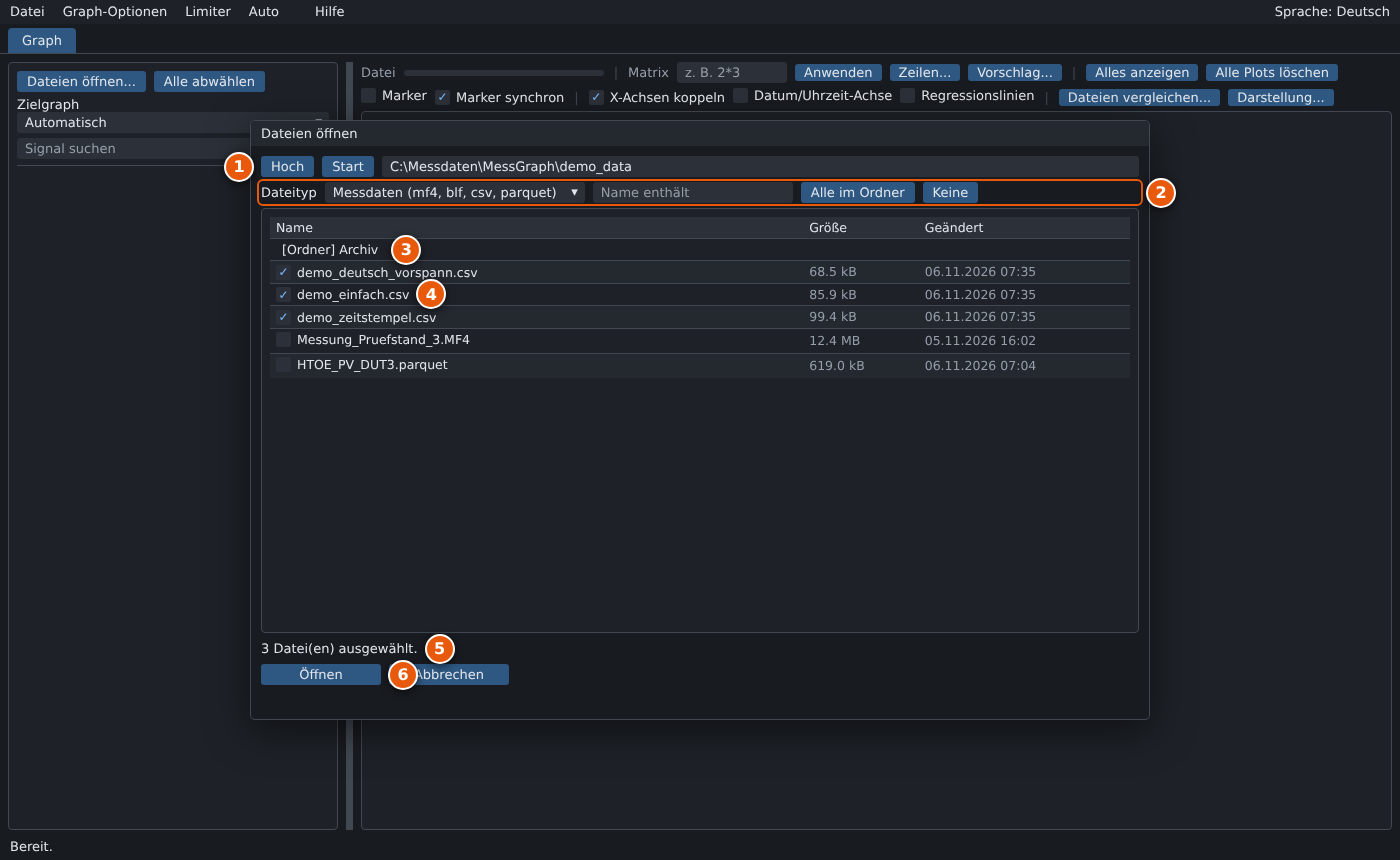 Datei Graph-Optionen Limiter Auto Hilfe Sprache: Deutsch
Graph
Dateien öffnen... Alle abwählen
Zielgraph
Automatisch
Signal suchen
Datei | Matrix z. B. 2*3 Anwenden Zeilen... Vorschlag... | Alles anzeigen Alle Plots löschen
Marker ✓ Marker synchron | ✓ X-Achsen koppeln Datum/Uhrzeit-Achse Regressionslinien | Dateien vergleichen... Darstellung...
Dateien öffnen
1 Hoch Start C:\Messdaten\MessGraph\demo_data
Dateityp Messdaten (mf4, blf, csv, parquet) ▼ Name enthält Alle im Ordner Keine 2
Name Größe Geändert
[Ordner] Archiv 3
✓ demo_deutsch_vorspann.csv 68.5 kB 06.11.2026 07:35
✓ demo_einfach.csv 4 85.9 kB 06.11.2026 07:35
✓ demo_zeitstempel.csv 99.4 kB 06.11.2026 07:35
Messung_Pruefstand_3.MF4 12.4 MB 05.11.2026 16:02
HTOE_PV_DUT3.parquet 619.0 kB 06.11.2026 07:04
3 Datei(en) ausgewählt. 5
Öffnen 6 Abbrechen
Bereit.